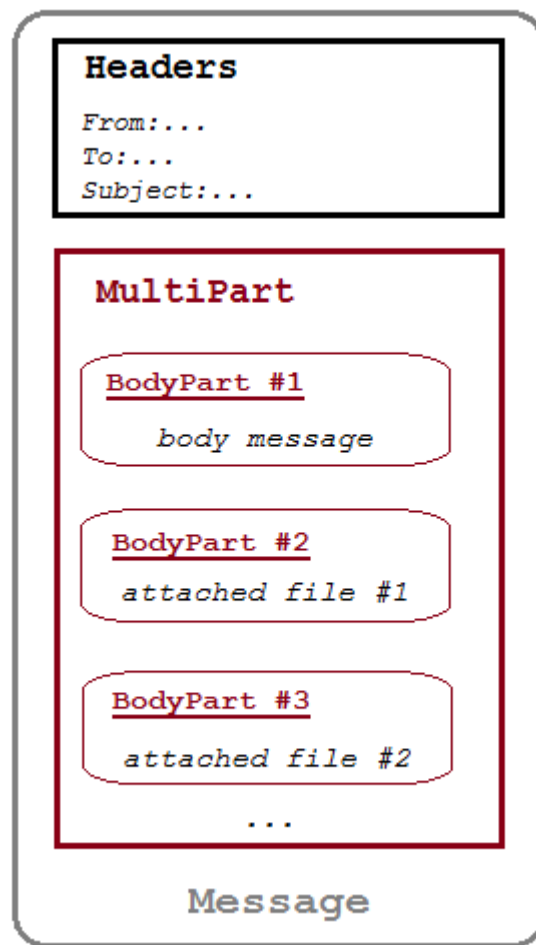 Headers
From:...
To:...
Subject:...
MultiPart
BodyPart #1
body message
BodyPart #2
attached file #1
BodyPart #3
attached file #2
...
Message